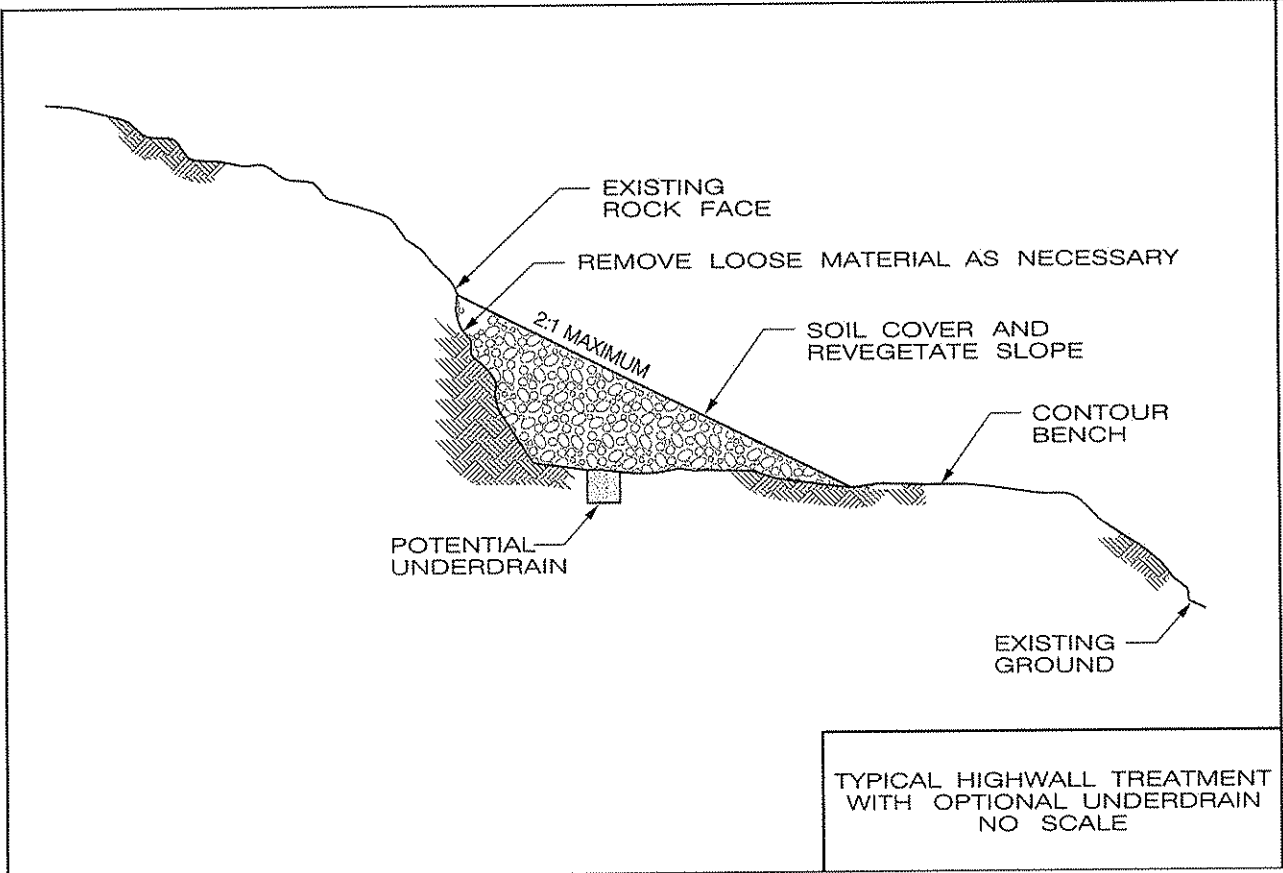 EXISTING
ROCK FACE
REMOVE LOOSE MATERIAL AS NECESSARY
2:1 MAXIMUM
SOIL COVER AND
REVEGETATE SLOPE
CONTOUR
BENCH
POTENTIAL
UNDERDRAIN
EXISTING
GROUND
TYPICAL HIGHWALL TREATMENT
WITH OPTIONAL UNDERDRAIN
NO SCALE